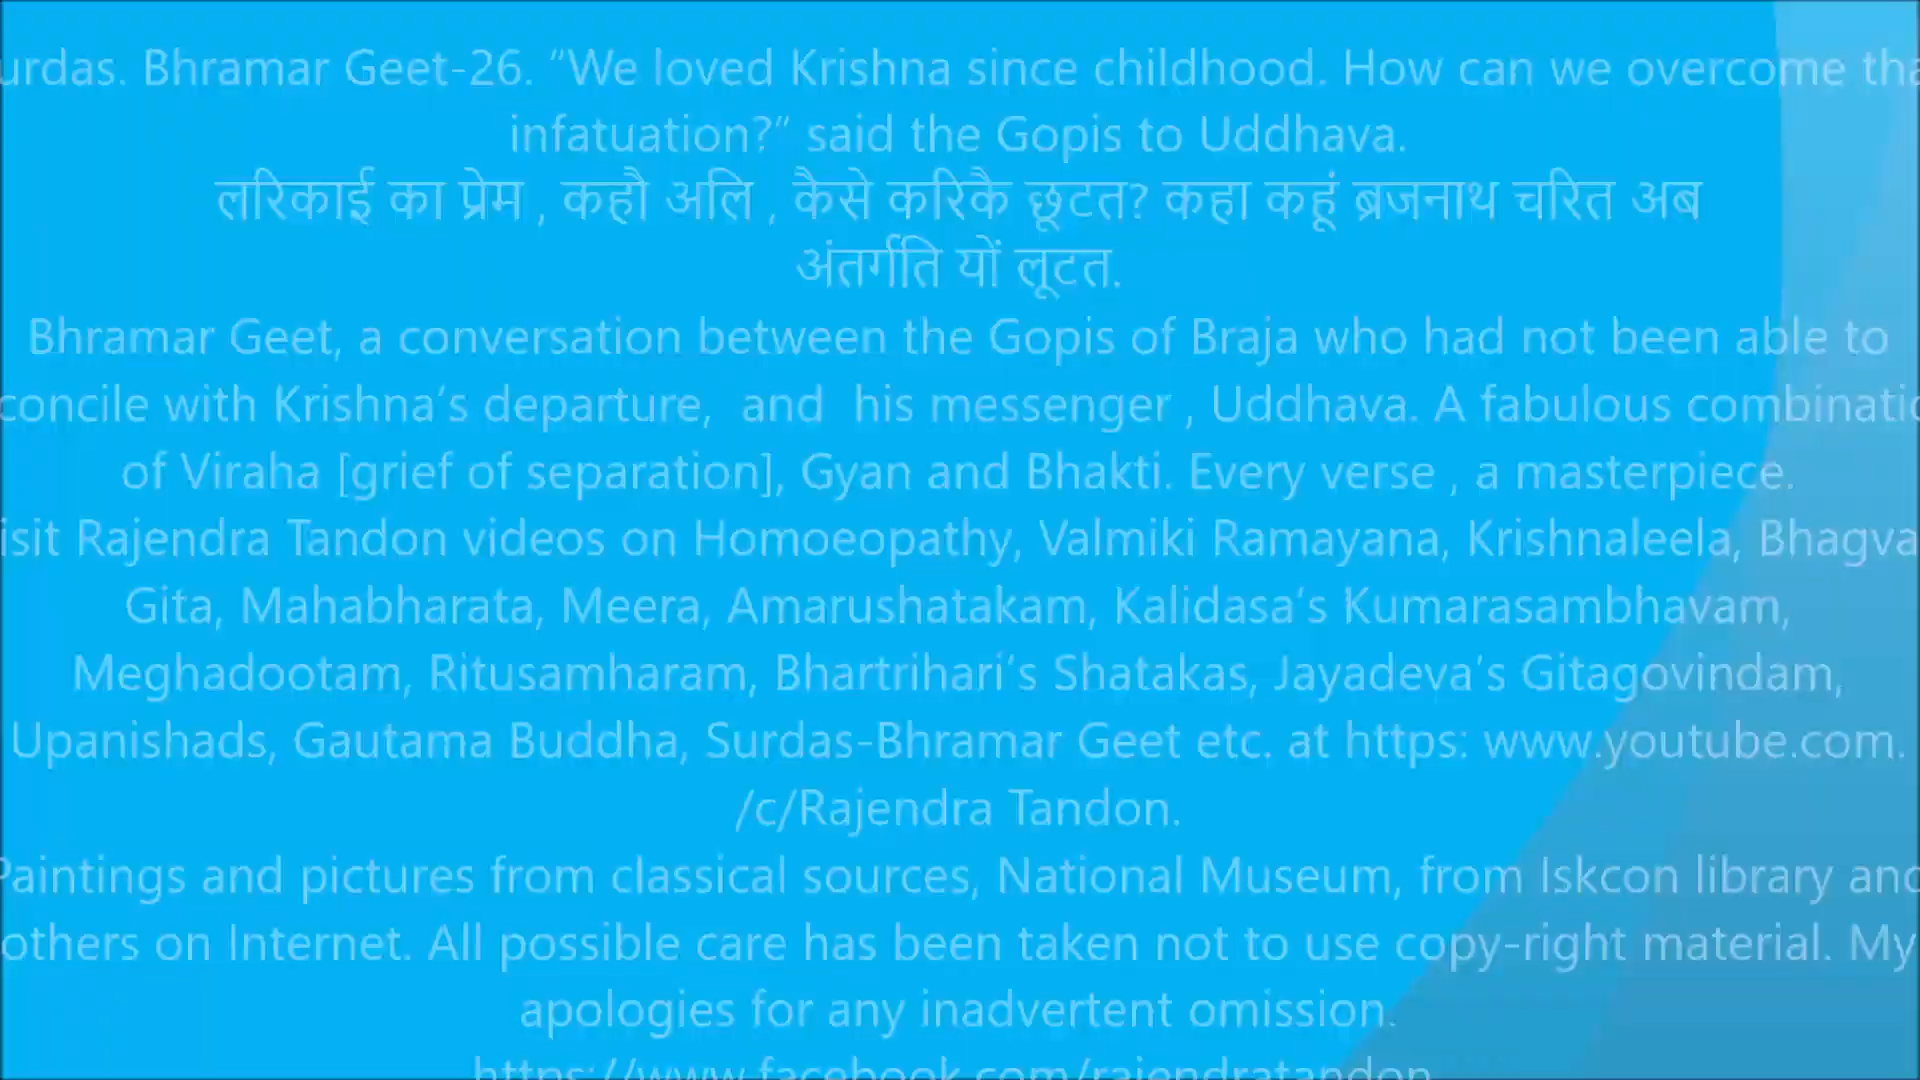 urdas. Bhramar Geet-26. “We loved Krishna since childhood. How can we overcome tha
infatuation?” said the Gopis to Uddhava.
लरिकाई का प्रेम , कहौ अलि , कैसे करिकै छूटत? कहा कहूं ब्रजनाथ चरित अब
अंतर्गति यों लूटत.
Bhramar Geet, a conversation between the Gopis of Braja who had not been able to
concile with Krishna’s departure, and his messenger , Uddhava. A fabulous combinatio
of Viraha [grief of separation], Gyan and Bhakti. Every verse , a masterpiece.
isit Rajendra Tandon videos on Homoeopathy, Valmiki Ramayana, Krishnaleela, Bhagva
Gita, Mahabharata, Meera, Amarushatakam, Kalidasa’s Kumarasambhavam,
Meghadootam, Ritusamharam, Bhartrihari’s Shatakas, Jayadeva’s Gitagovindam,
Upanishads, Gautama Buddha, Surdas-Bhramar Geet etc. at https: www.youtube.com.
/c/Rajendra Tandon.
Paintings and pictures from classical sources, National Museum, from Iskcon library and
others on Internet. All possible care has been taken not to use copy-right material. My
apologies for any inadvertent omission.
https://www.facebook.com/rajendratandon